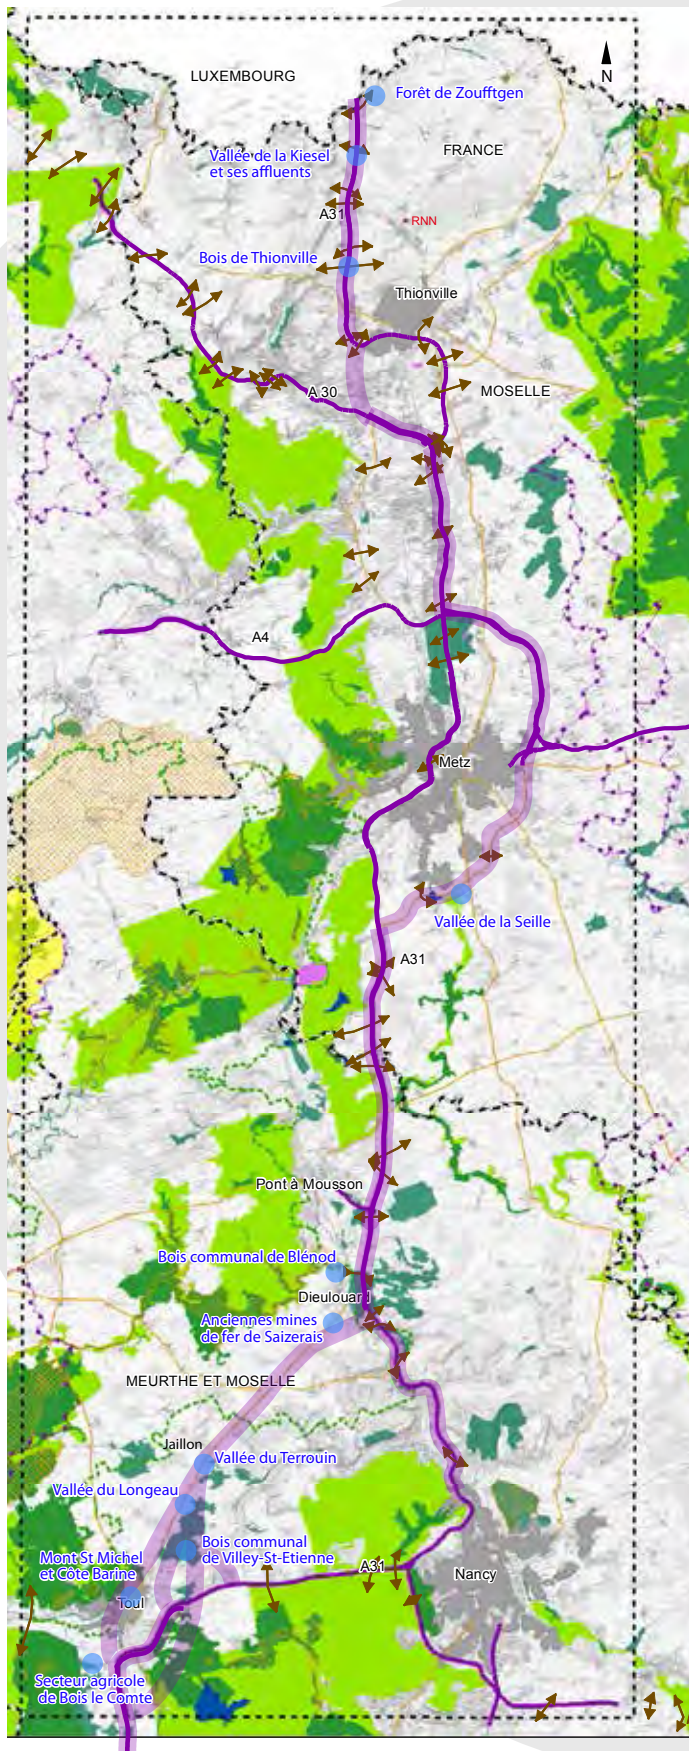 LUXEMBOURG
N
Forêt de Zoufftgen
FRANCE
Vallée de la Kiesel
et ses affluents
A31
RNN
Bois de Thionville
Thionville
A 30
MOSELLE
A4
Metz
Vallée de la Seille
A31
Pont à Mousson
Bois communal de Blénod
Dieulouard
Anciennes mines
de fer de Saizerais
MEURTHE ET MOSELLE
Jaillon
Vallée du Terrouin
Vallée du Longeau
Bois communal
de Villey-St-Etienne
Mont St Michel
et Côte Barine
A31
Nancy
Toul
Secteur agricole
de Bois le Comte